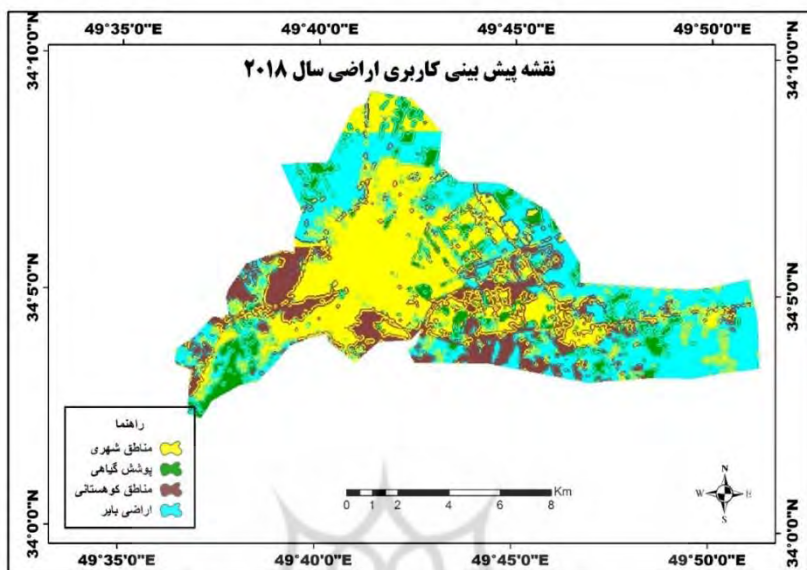 49°35'0"E 49°40'0"E 49°45'0"E 49°50'0"E
34°10'0"N 34°10'0"N
نقشه پیش بینی کاربری اراضی سال ۲۰۱۸
34°5'0"N 34°5'0"N
راهنما
مناطق شهری
پوشش گیاهی
مناطق کوهستانی
اراضی بایر
0 1 2 4 6 8 Km
N
W E
S
34°0'0"N 34°0'0"N
49°35'0"E 49°40'0"E 49°45'0"E 49°50'0"E